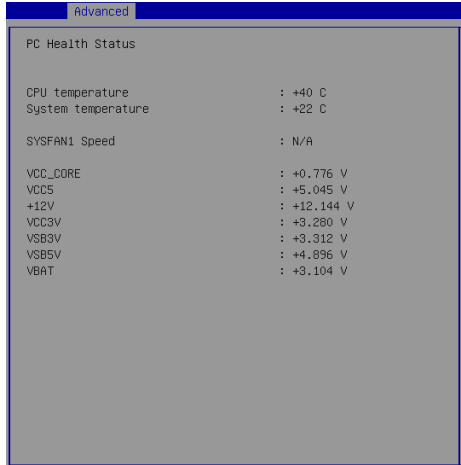 Advanced
PC Health Status
CPU temperature : +40 C
System temperature : +22 C
SYSFAN1 Speed : N/A
VCC_CORE : +0.776 V
VCC5 : +5.045 V
+12V : +12.144 V
VCC3V : +3.280 V
VSB3V : +3.312 V
VSB5V : +4.896 V
VBAT : +3.104 V